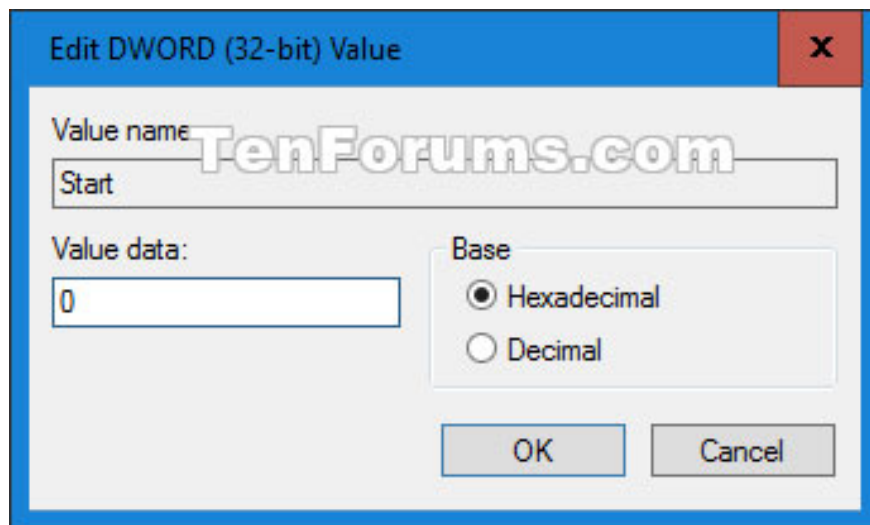 Edit DWORD (32-bit) Value
X
Value name
TenForums.com
Start
Value data:
0
Base
Hexadecimal
Decimal
OK
Cancel